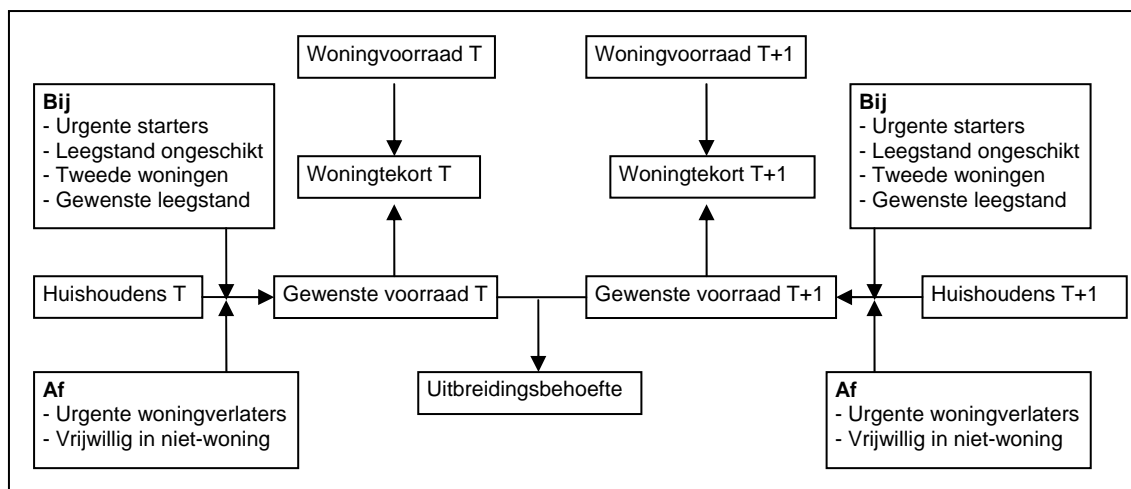 Woningvoorraad T
Woningvoorraad T+1
Bij
- Urgente starters
- Leegstand ongeschikt
- Tweede woningen
- Gewenste leegstand
Bij
- Urgente starters
- Leegstand ongeschikt
- Tweede woningen
- Gewenste leegstand
Woningtekort T
Woningtekort T+1
Huishoudens T
Gewenste voorraad T
Gewenste voorraad T+1
Huishoudens T+1
Af
- Urgente woningverlaters
- Vrijwillig in niet-woning
Uitbreidingsbehoefte
Af
- Urgente woningverlaters
- Vrijwillig in niet-woning